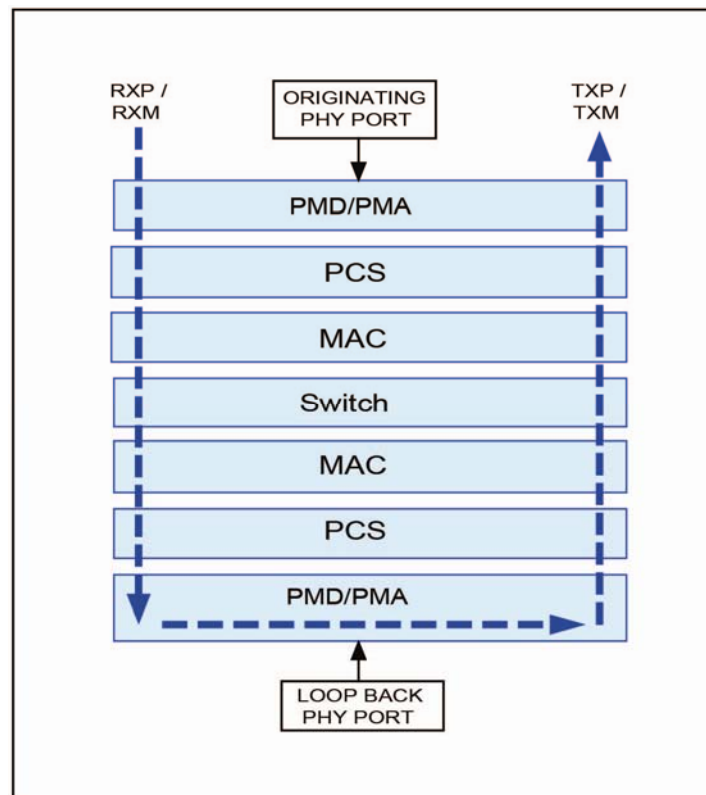 RXP /
RXM
ORIGINATING
PHY PORT
TXP /
TXM
PMD/PMA
PCS
MAC
Switch
MAC
PCS
PMD/PMA
LOOP BACK
PHY PORT